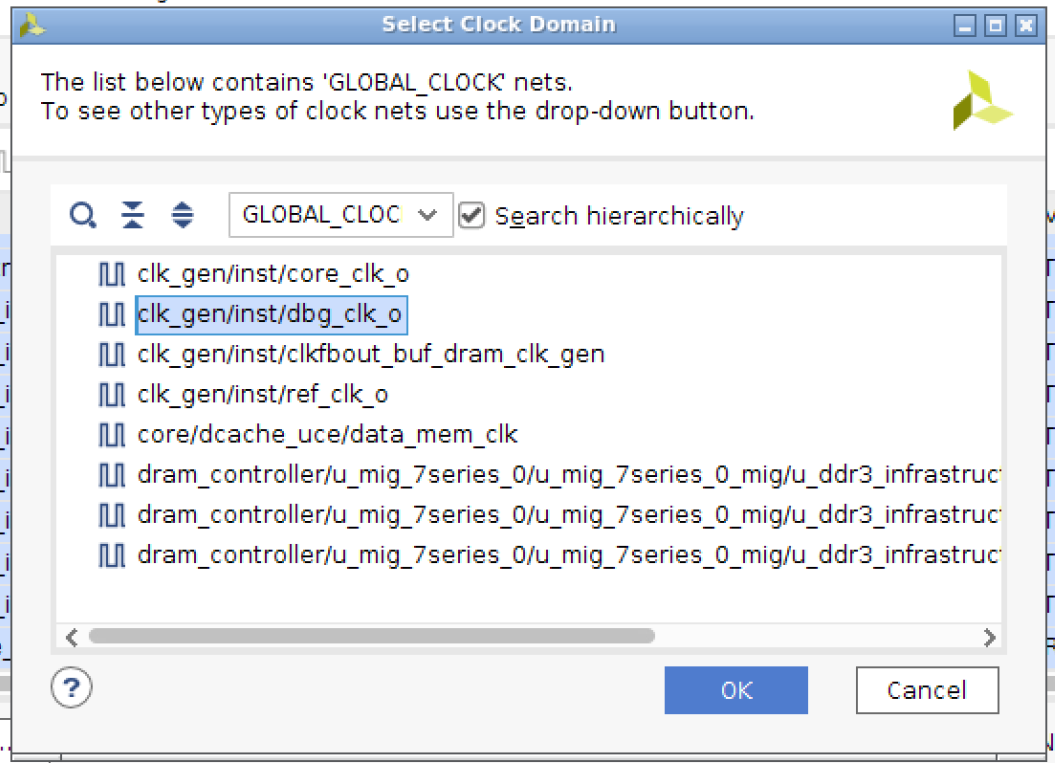 Select Clock Domain
The list below contains 'GLOBAL_CLOCK' nets.
To see other types of clock nets use the drop-down button.
GLOBAL_CLOC
Search hierarchically
clk_gen/inst/core_clk_o
clk_gen/inst/dbg_clk_o
clk_gen/inst/clkfbout_buf_dram_clk_gen
clk_gen/inst/ref_clk_o
core/dcache_uce/data_mem_clk
dram_controller/u_mig_7series_0/u_mig_7series_0_mig/u_ddr3_infrastruc
dram_controller/u_mig_7series_0/u_mig_7series_0_mig/u_ddr3_infrastruc
dram_controller/u_mig_7series_0/u_mig_7series_0_mig/u_ddr3_infrastruc
?
OK
Cancel